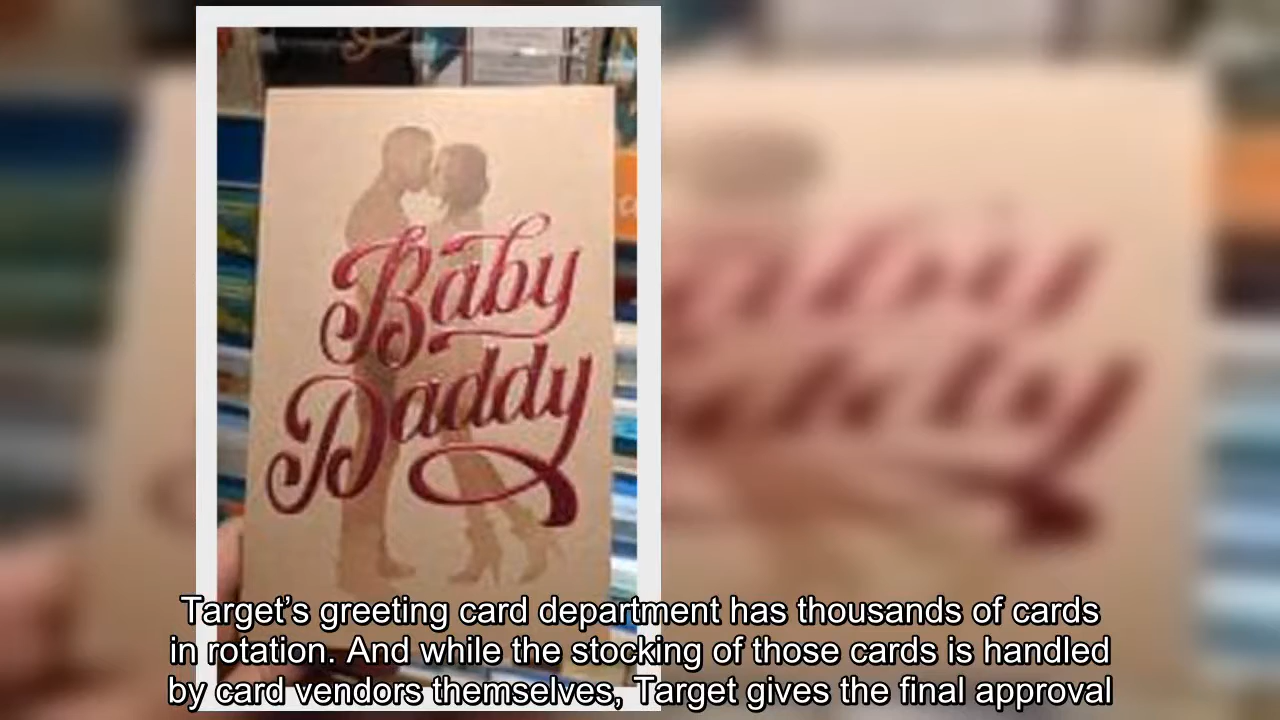 Baby
Daddy
Target’s greeting card department has thousands of cards
in rotation. And while the stocking of those cards is handled
by card vendors themselves, Target gives the final approval